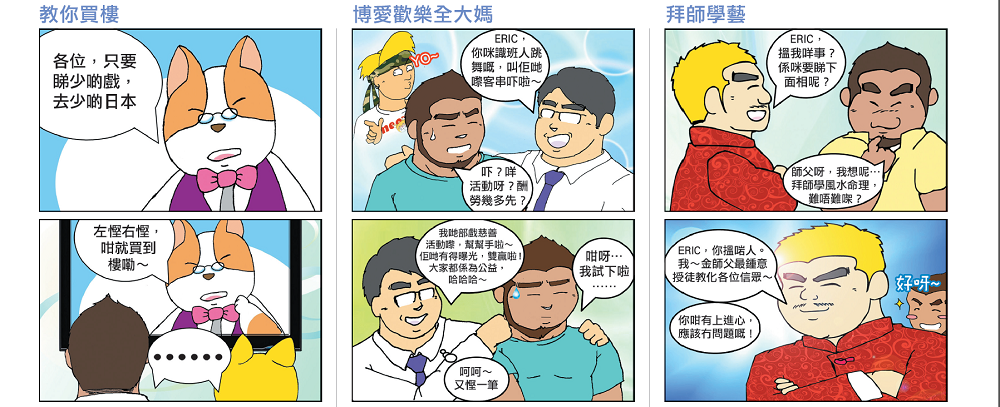 教你買樓
各位，只要
睇少啲戲，
去少啲日本
左慳右慳，
咁就買到
樓嘞～
••••••
博愛歡樂全大媽
YO～
ERIC，
你咪識班人跳
舞嘅，叫佢哋
嚟客串吓啦～
吓？咩
活動呀？酬
勞幾多先？
我哋部戲慈善
活動嚟，幫幫手啦～
佢哋有得曝光，雙贏啦！
大家都係為公益，
哈哈哈～
咁呀…
我試下啦
……
呵呵～
又慳一筆
拜師學藝
ERIC，
搵我咩事？
係咪要睇下
面相呢？
師父呀，我想呢…
拜師學風水命理，
難唔難㗎？
ERIC，你搵啱人。
我～金師父最鍾意
授徒教化各位信眾～
你咁有上進心，
應該冇問題嘅！
好呀～